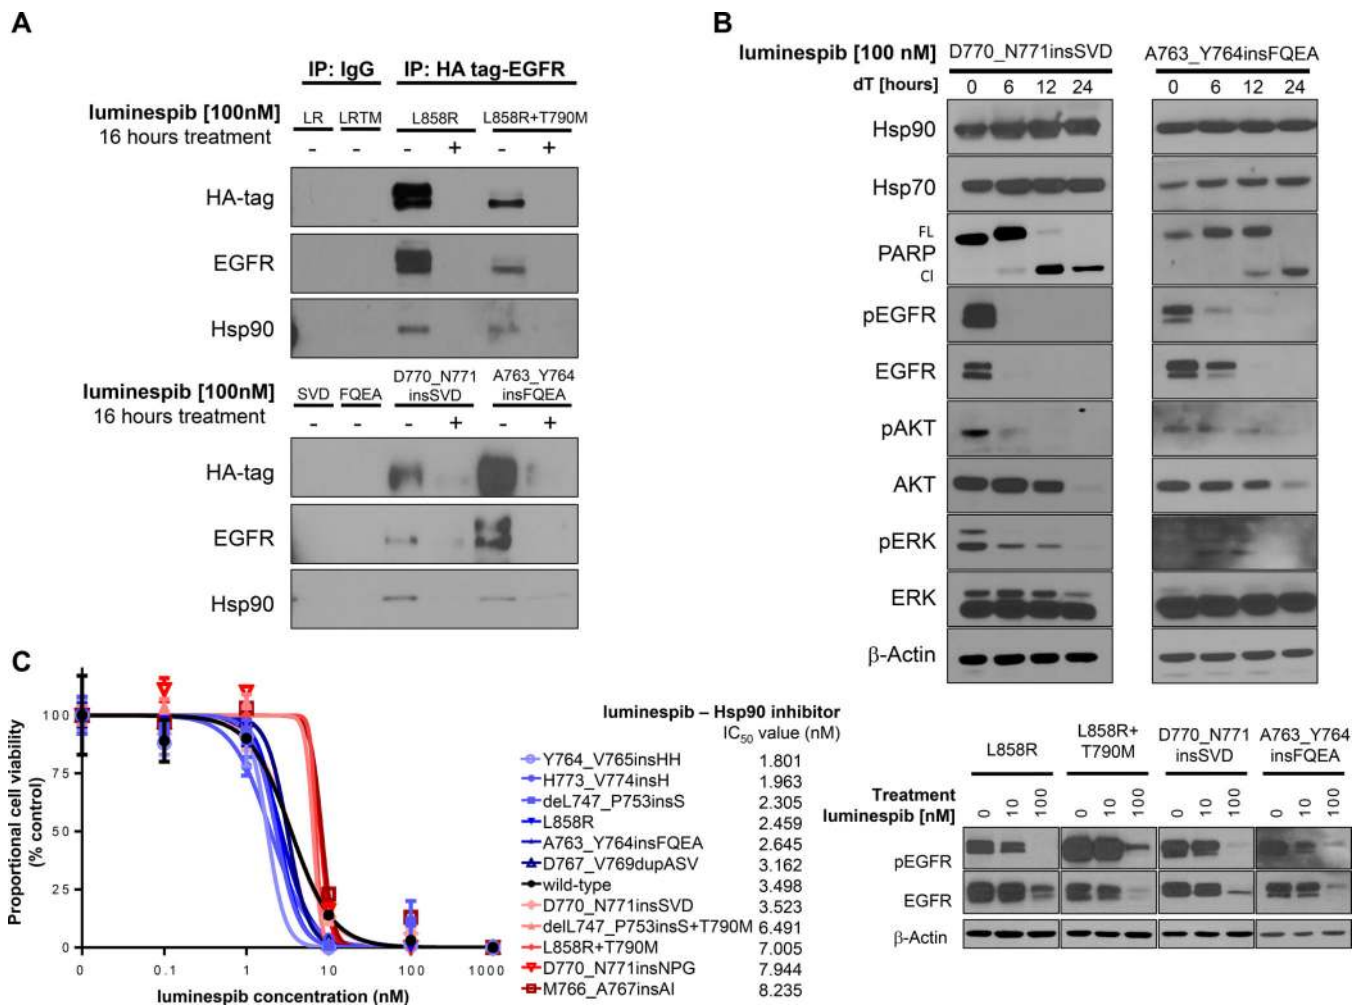 A
IP: IgG IP: HA tag-EGFR
luminespib [100nM] LR LRTM L858R L858R+T790M
16 hours treatment - - - + - +
HA-tag
EGFR
Hsp90
luminespib [100nM] SVD FQEA D770_N771 insSVD A763_Y764 insFQEA
16 hours treatment - - - + - +
HA-tag
EGFR
Hsp90
B
luminespib [100 nM] D770_N771insSVD A763_Y764insFQEA
dT [hours] 0 6 12 24 0 6 12 24
Hsp90
Hsp70
FL
PARP
Cl
pEGFR
EGFR
pAKT
AKT
pERK
ERK
β-Actin
C
Proportional cell viability
(% control)
100
75
50
25
0
0 0.1 1 10 100 1000
luminespib concentration (nM)
luminespib – Hsp90 inhibitor
IC50 value (nM)
Y764_V765insHH 1.801
H773_V774insH 1.963
deL747_P753insS 2.305
L858R 2.459
A763_Y764insFQEA 2.645
D767_V769dupASV 3.162
wild-type 3.498
D770_N771insSVD 3.523
delL747_P753insS+T790M 6.491
L858R+T790M 7.005
D770_N771insNPG 7.944
M766_A767insAI 8.235
L858R L858R+ T790M D770_N771 insSVD A763_Y764 insFQEA
Treatment
luminespib [nM] 0 10 100 0 10 100 0 10 100 0 10 100
pEGFR
EGFR
β-Actin